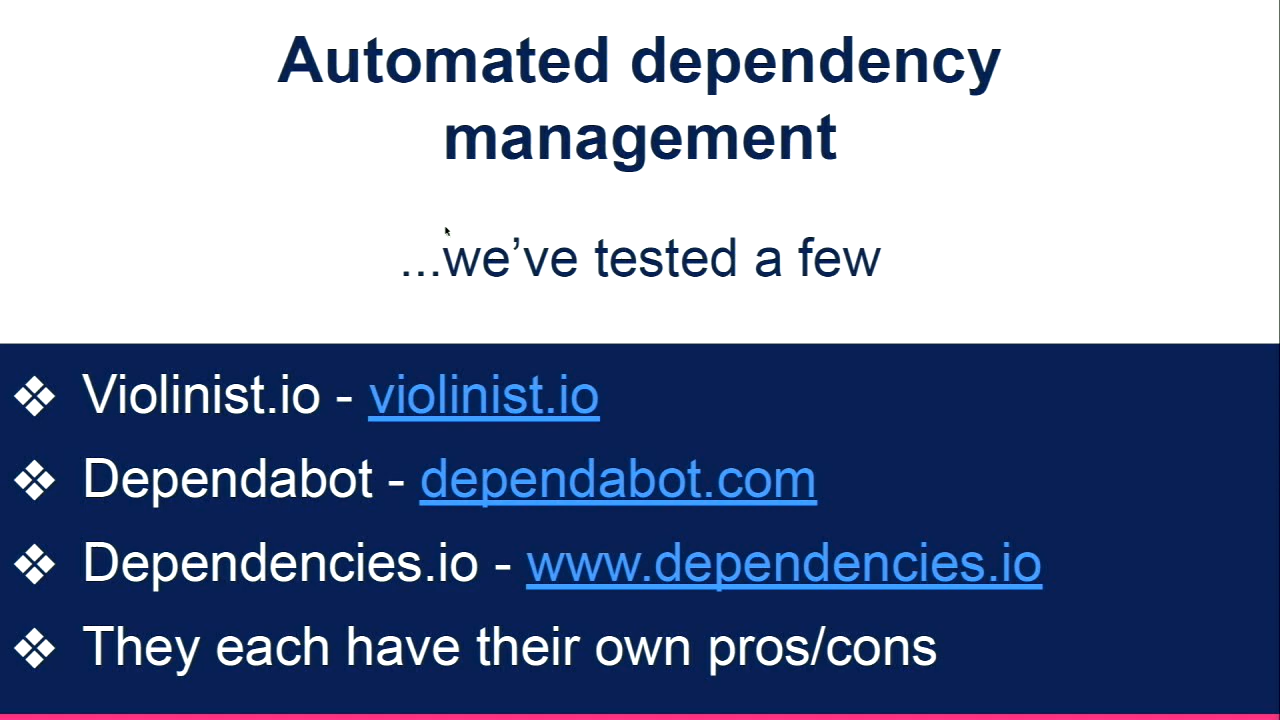 Automated dependency
management
...we’ve tested a few
❖ Violinist.io - violinist.io
❖ Dependabot - dependabot.com
❖ Dependencies.io - www.dependencies.io
❖ They each have their own pros/cons